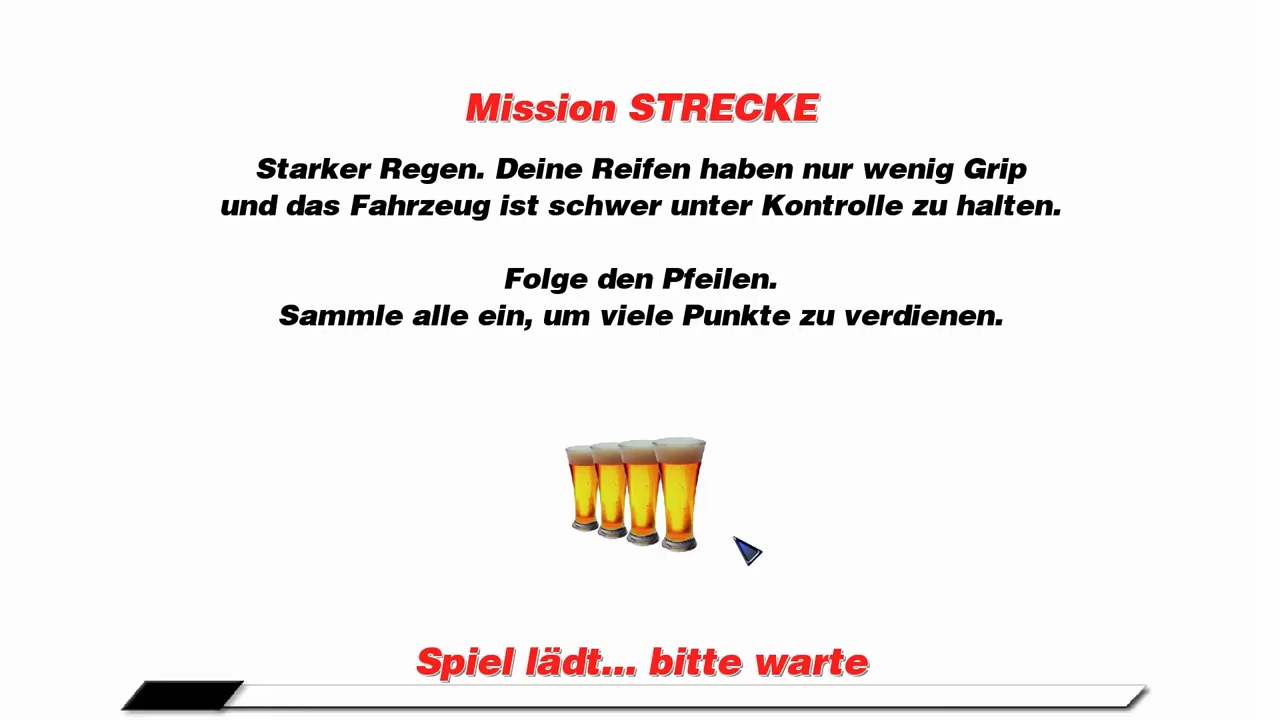 Mission STRECKE
Starker Regen. Deine Reifen haben nur wenig Grip
und das Fahrzeug ist schwer unter Kontrolle zu halten.
Folge den Pfeilen.
Sammle alle ein, um viele Punkte zu verdienen.
Spiel lädt... bitte warte